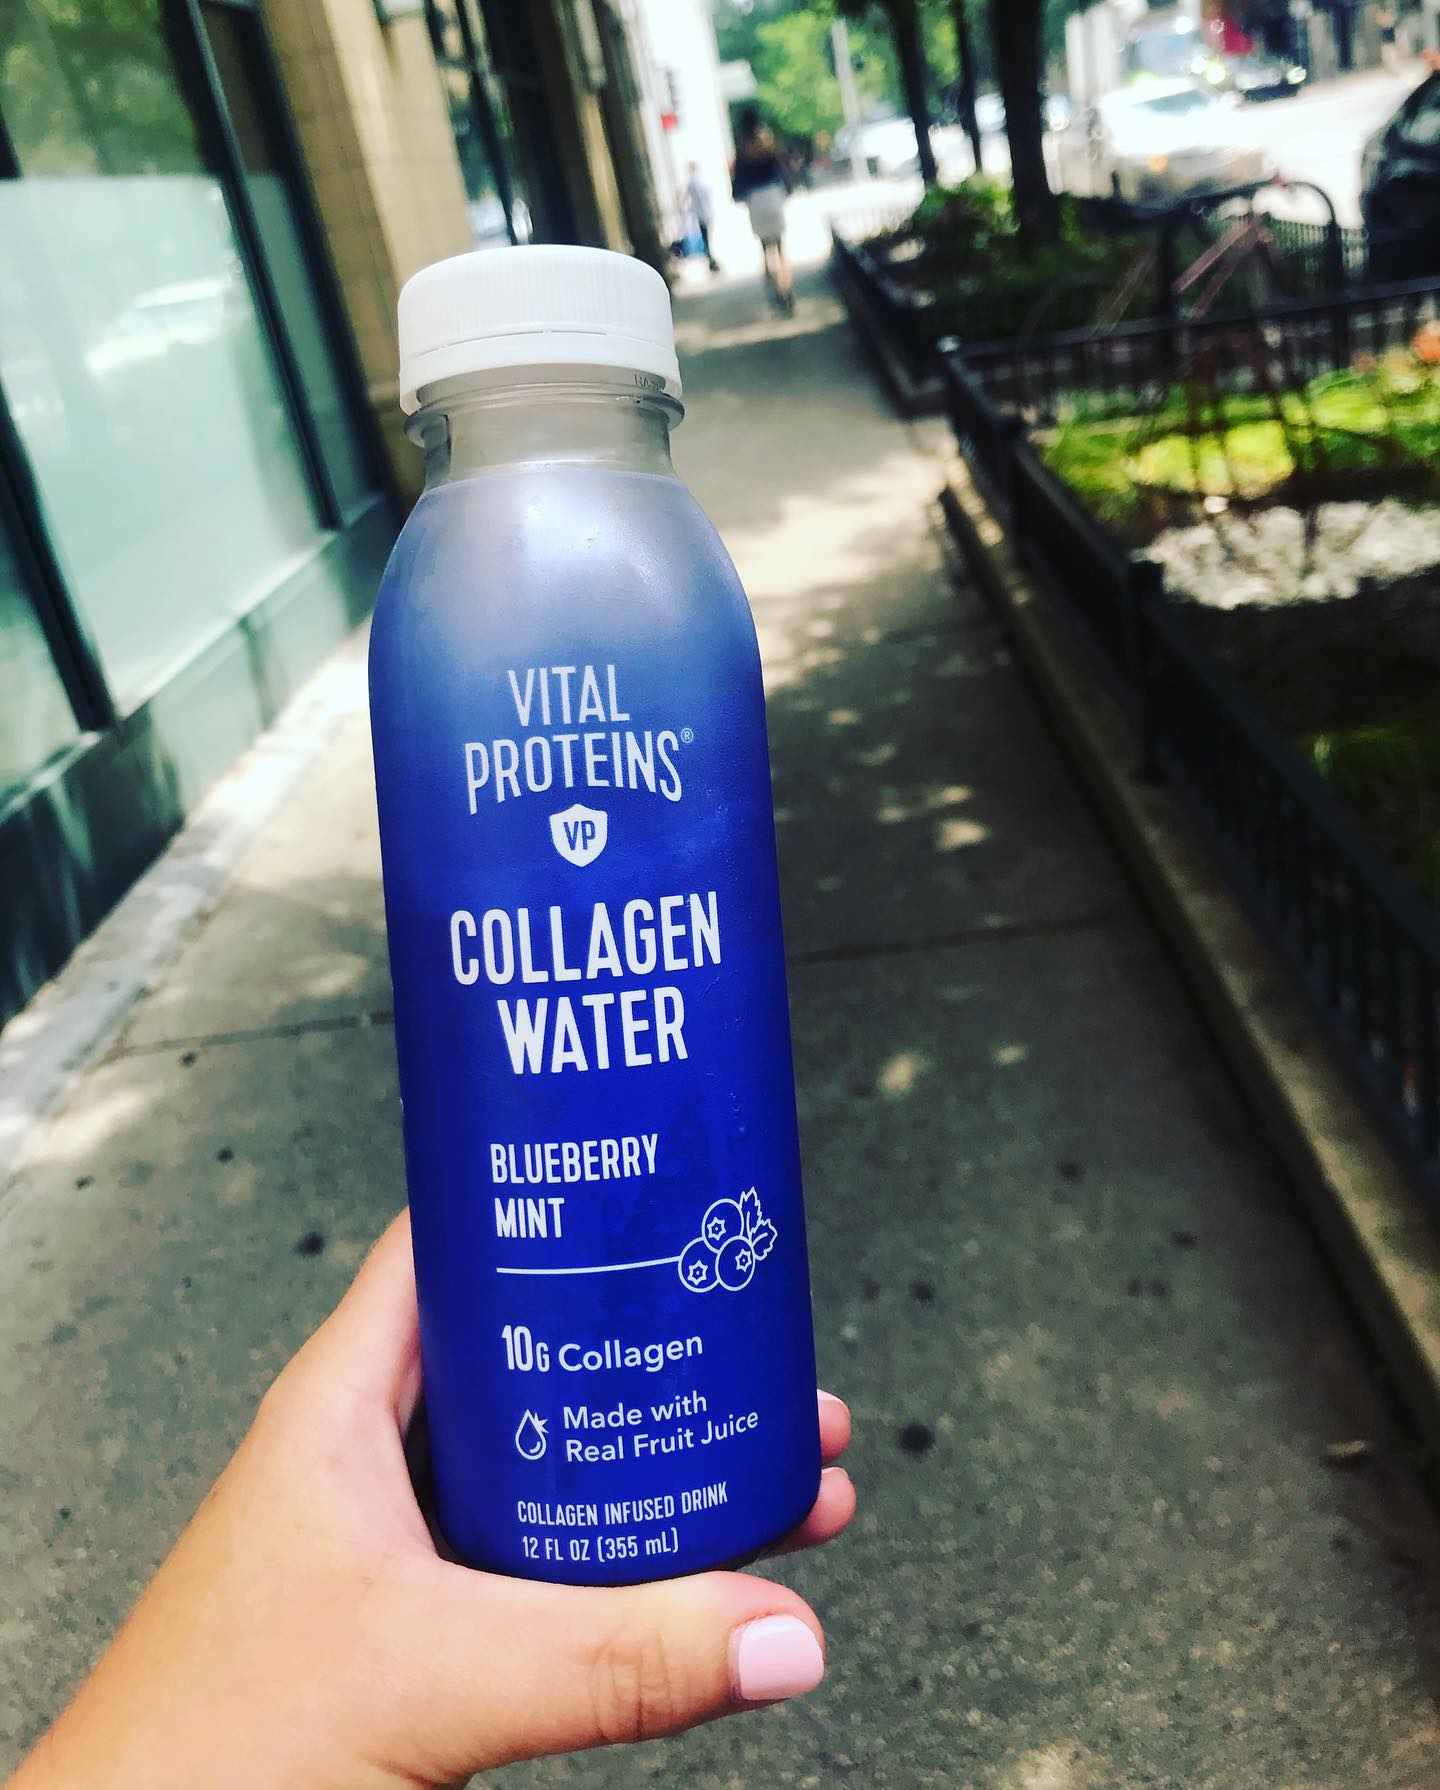 VITAL
PROTEINS®
VP
COLLAGEN
WATER
BLUEBERRY
MINT
10G Collagen
Made with
Real Fruit Juice
COLLAGEN INFUSED DRINK
12 FL OZ (355 mL)